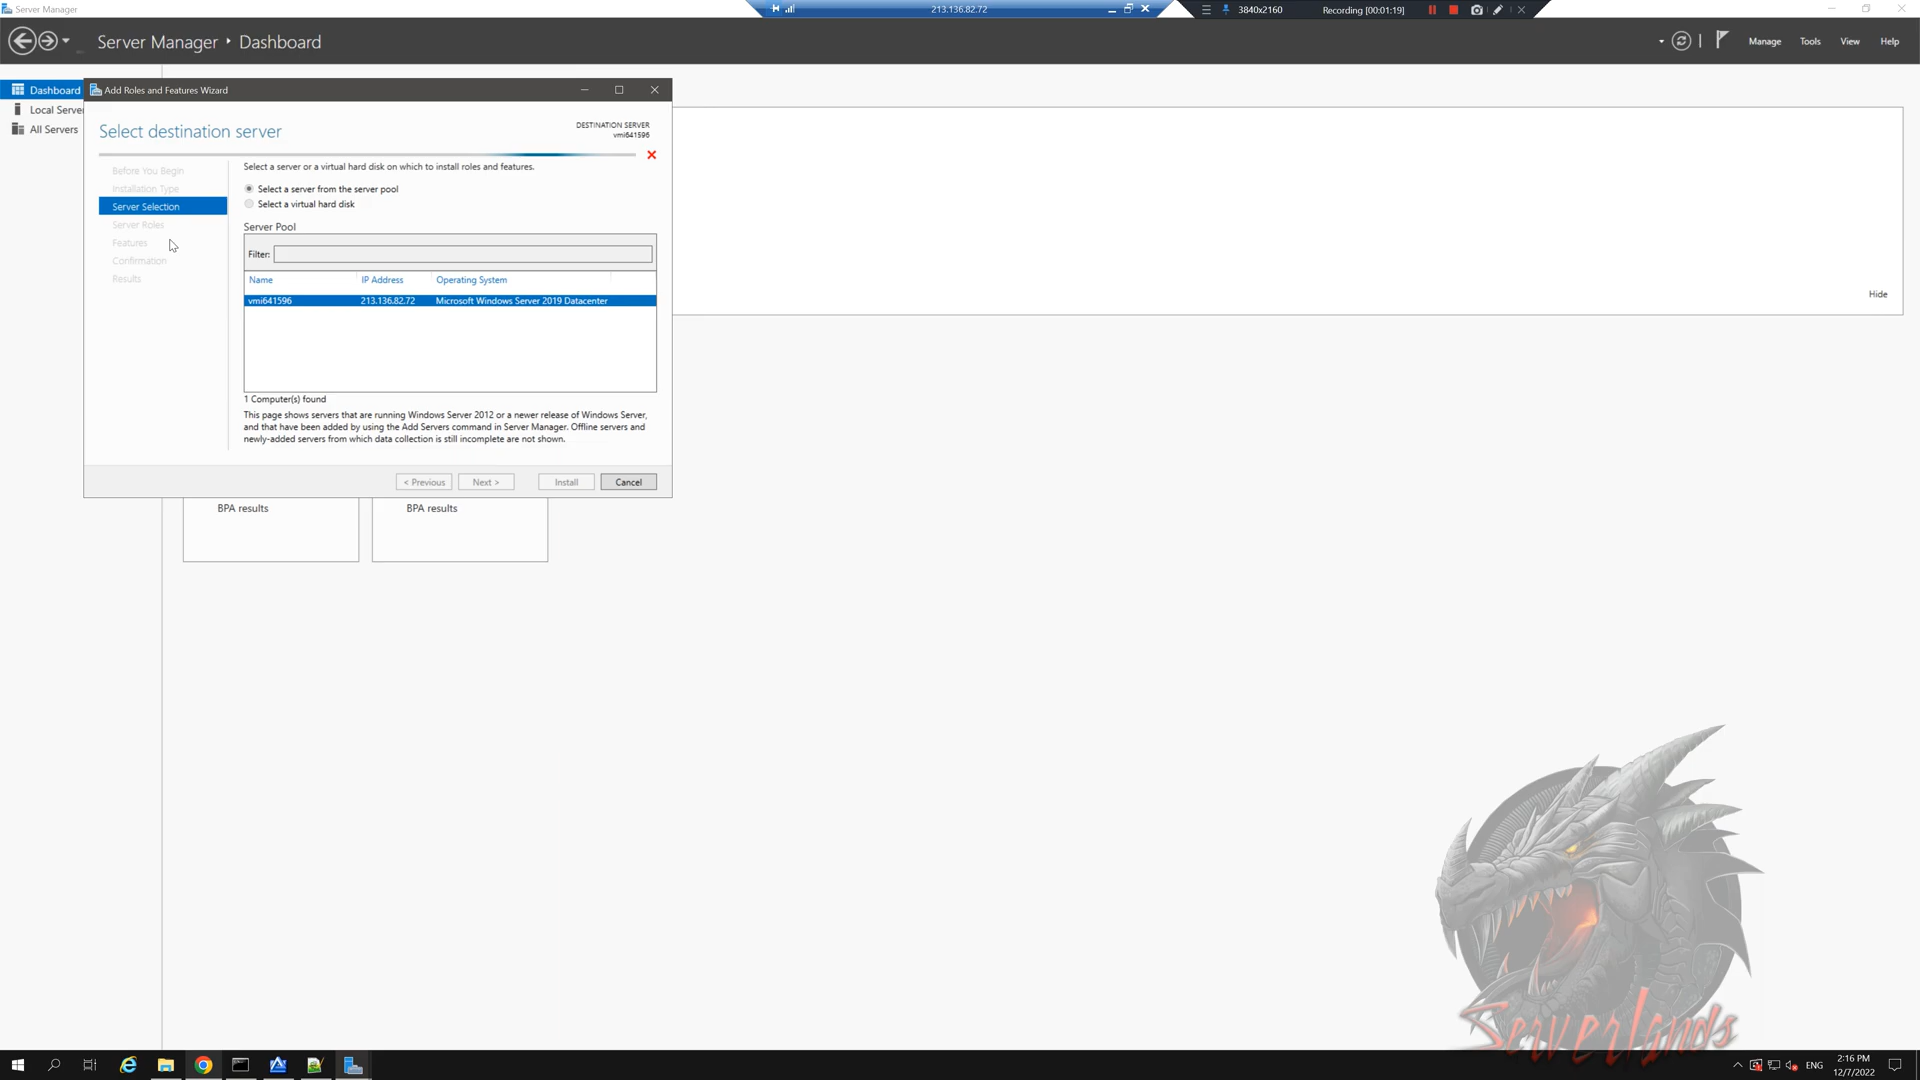 Server Manager
213.136.82.72
3840x2160
Recording [00:01:19]
Server Manager • Dashboard
Manage Tools View Help
Dashboard
Local Serve
All Servers
Add Roles and Features Wizard
Select destination server
DESTINATION SERVER
vmi641596
Before You Begin
Installation Type
Server Selection
Server Roles
Features
Confirmation
Results
Select a server or a virtual hard disk on which to install roles and features.
Select a server from the server pool
Select a virtual hard disk
Server Pool
Filter:
Name IP Address Operating System
vmi641596 213.136.82.72 Microsoft Windows Server 2019 Datacenter
1 Computer(s) found
This page shows servers that are running Windows Server 2012 or a newer release of Windows Server,
and that have been added by using the Add Servers command in Server Manager. Offline servers and
newly-added servers from which data collection is still incomplete are not shown.
< Previous Next > Install Cancel
Hide
BPA results BPA results
Serverlands
ENG
2:16 PM
12/7/2022